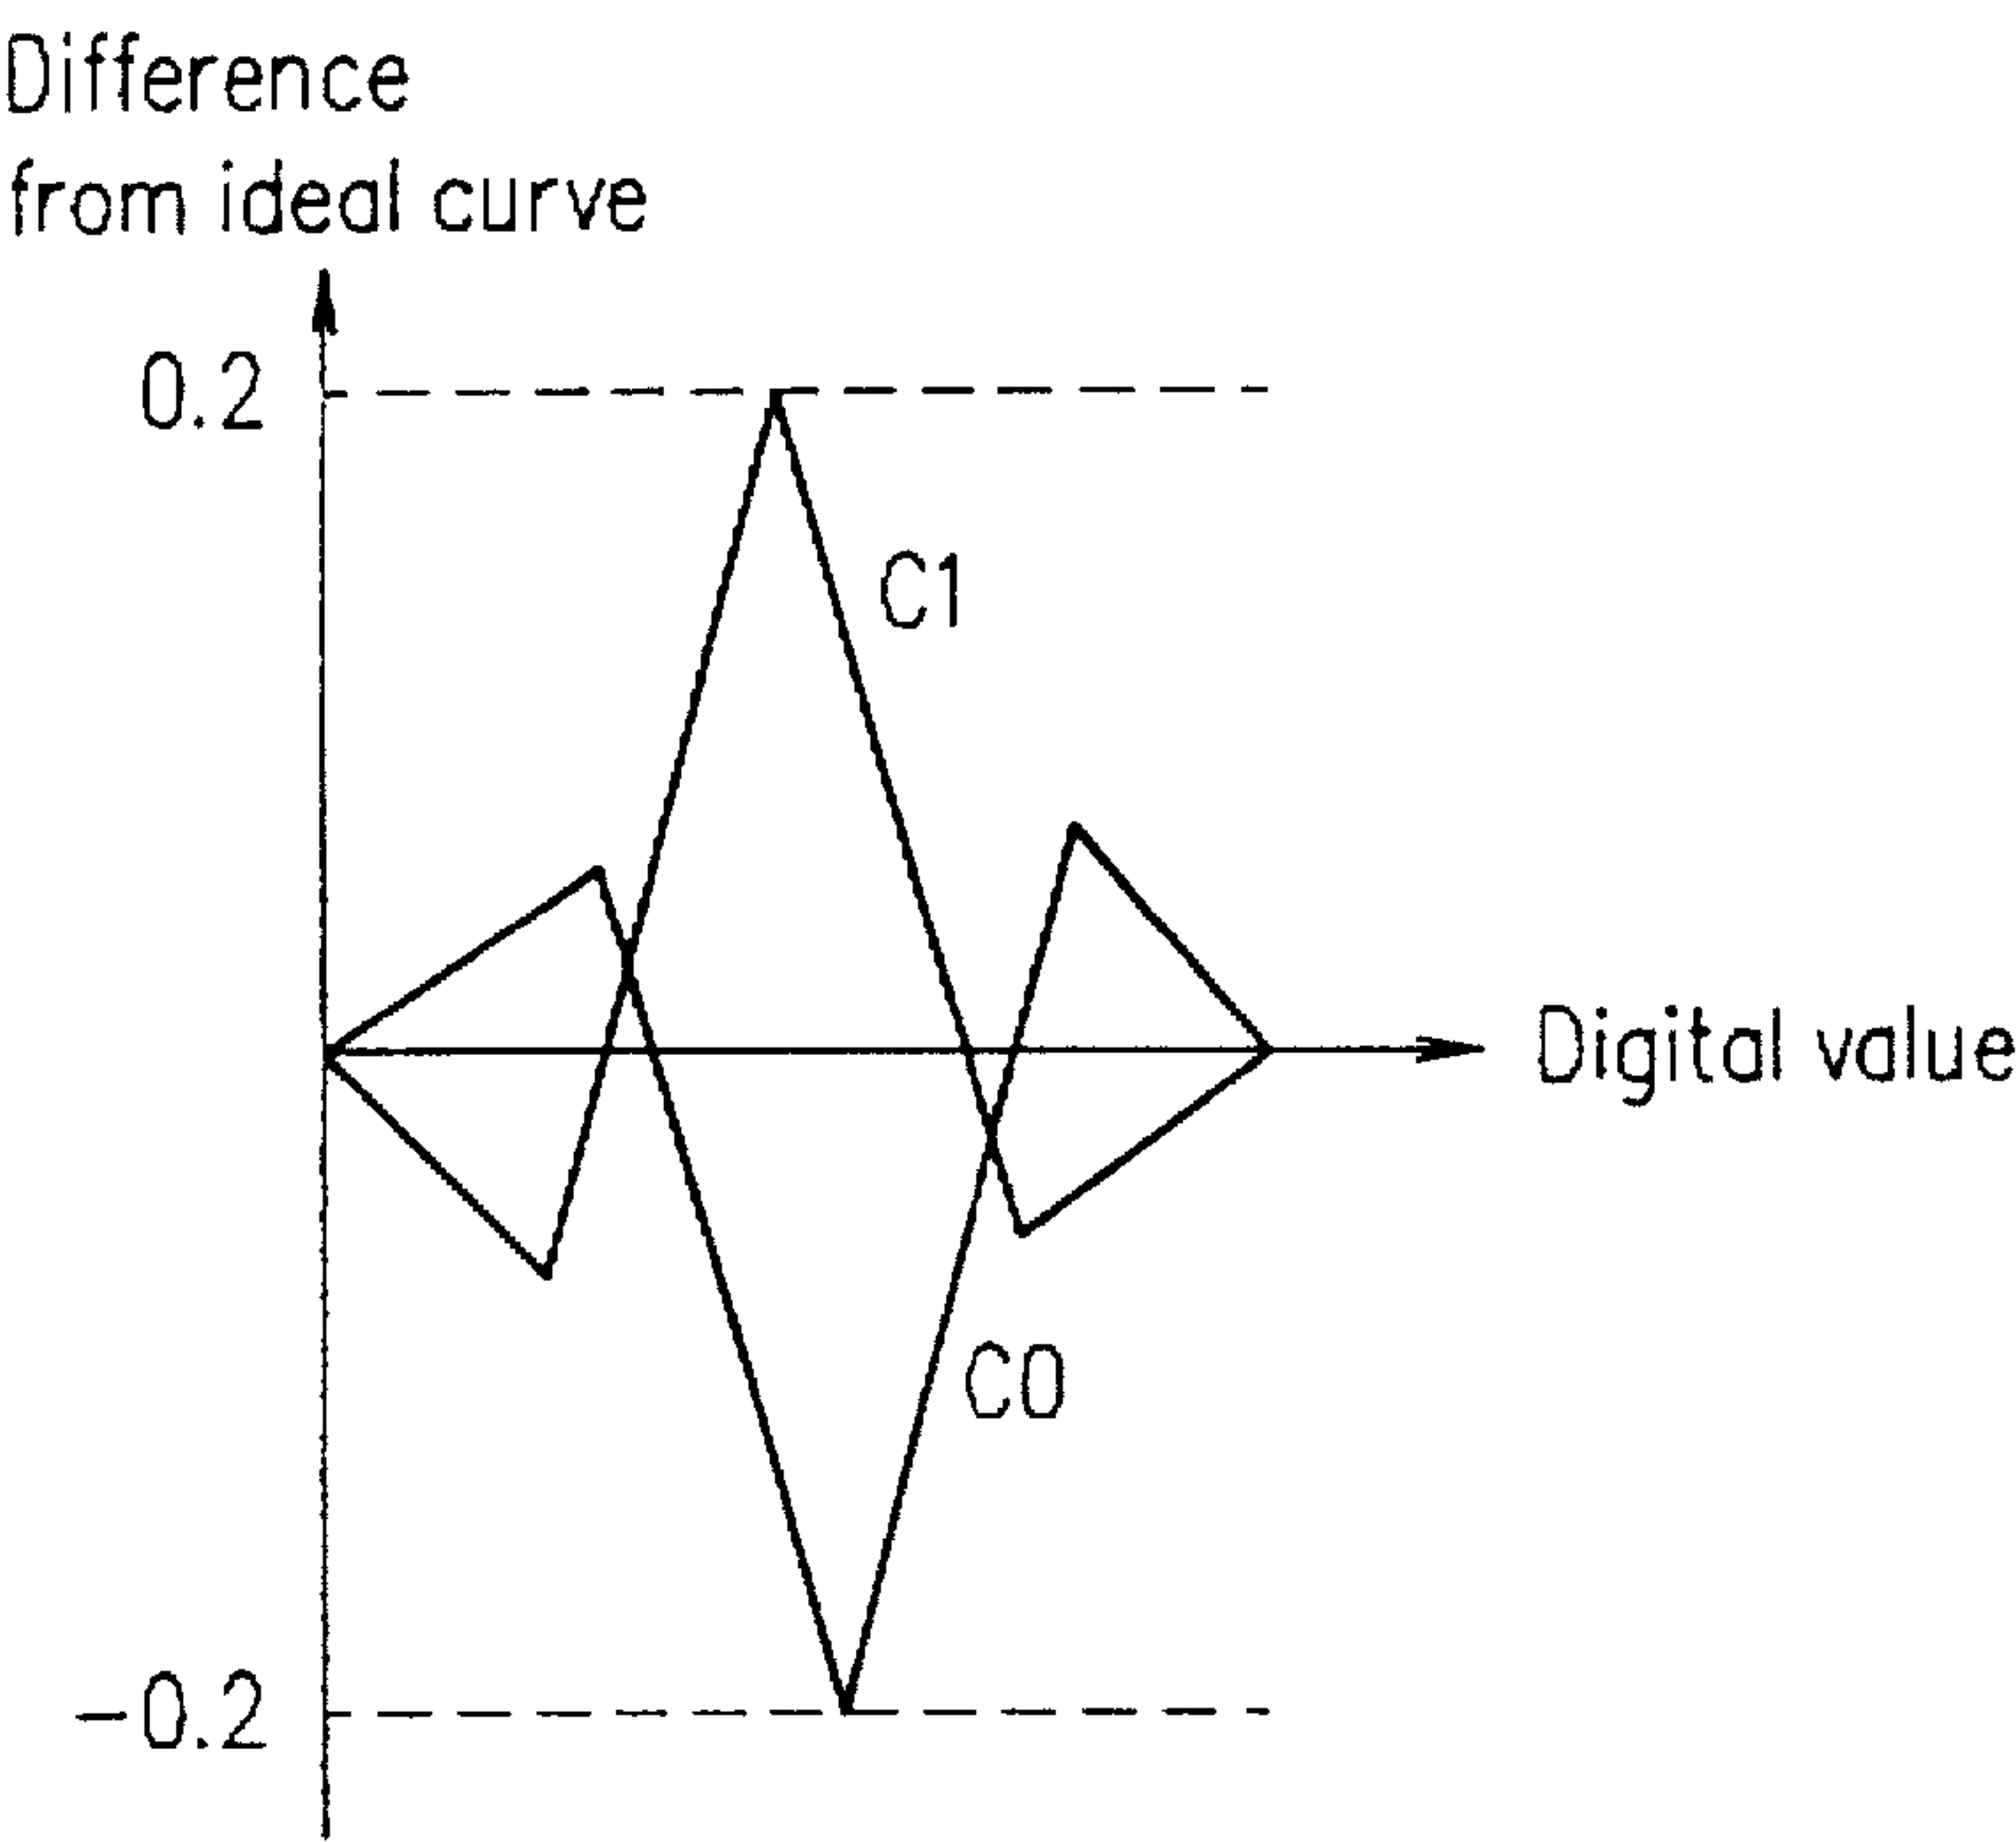 Difference
from ideal curve
0.2
C1
Digital value
C0
-0.2